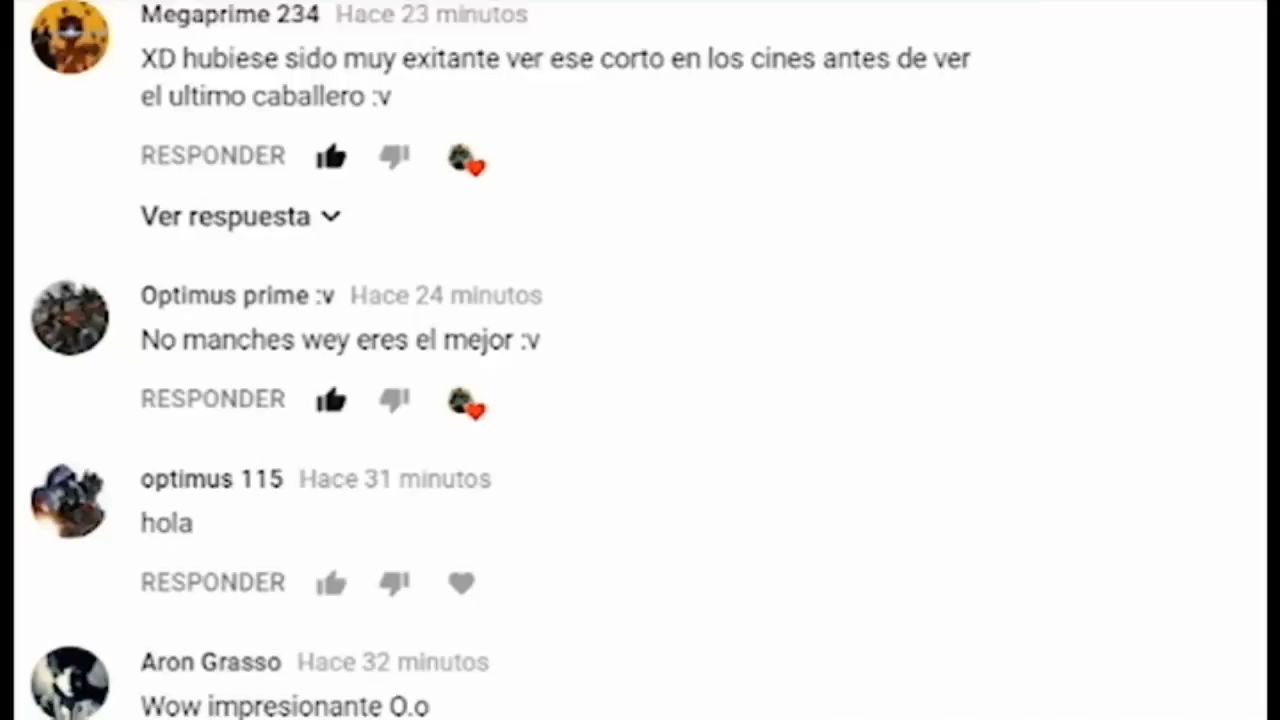 Megaprime 234 Hace 23 minutos
XD hubiese sido muy exitante ver ese corto en los cines antes de ver
el ultimo caballero :v
RESPONDER
Ver respuesta
Optimus prime :v Hace 24 minutos
No manches wey eres el mejor :v
RESPONDER
optimus 115 Hace 31 minutos
hola
RESPONDER
Aron Grasso Hace 32 minutos
Wow impresionante O.o